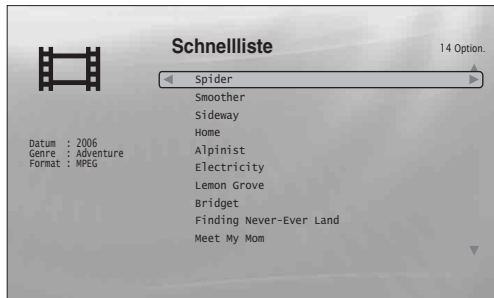 Schnellliste
14 Option.
Spider
Smoother
Sideway
Home
Alpinist
Electricity
Lemon Grove
Bridget
Finding Never-Ever Land
Meet My Mom
Datum : 2006
Genre : Adventure
Format : MPEG